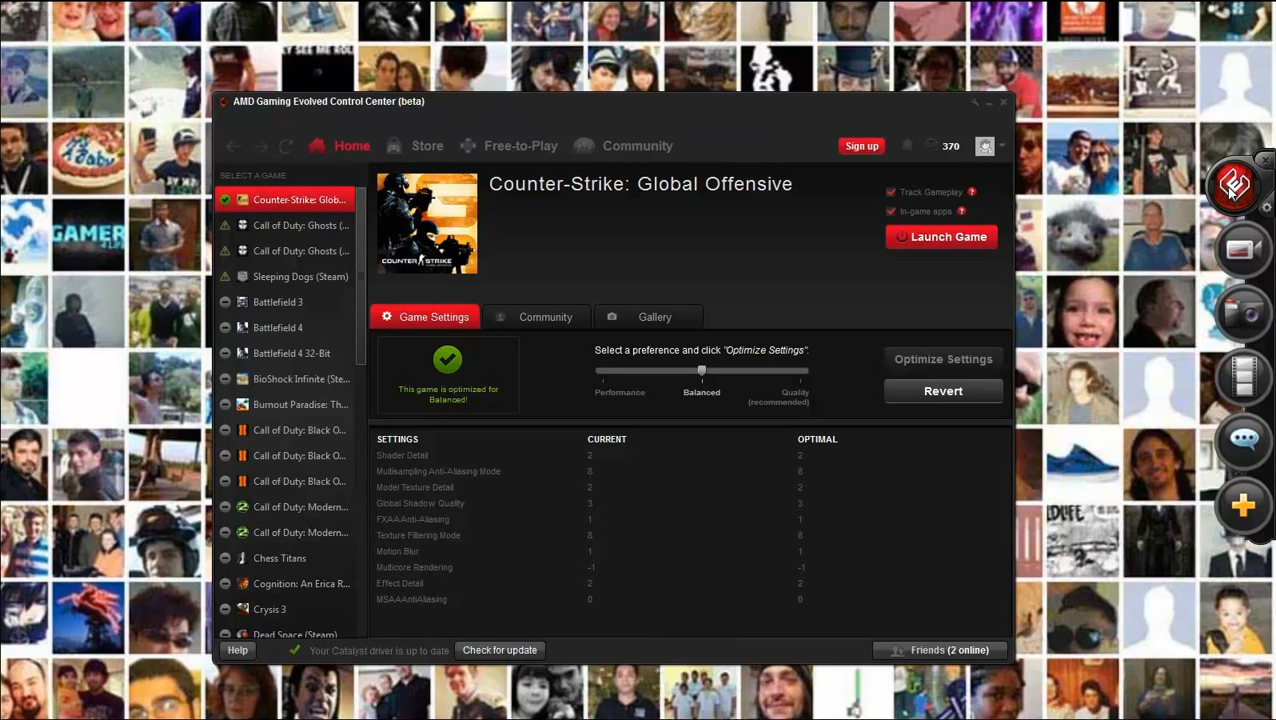 LY SEE ME ROLL
AMD Gaming Evolved Control Center (beta)
Home
Store
Free-to-Play
Community
Sign up
370
SELECT A GAME
Counter-Strike: Glob...
Call of Duty: Ghosts (...
Call of Duty: Ghosts (...
Sleeping Dogs (Steam)
Battlefield 3
Battlefield 4
Battlefield 4 32-Bit
BioShock Infinite (Ste...
Burnout Paradise: Th...
Call of Duty: Black O...
Call of Duty: Black O...
Call of Duty: Black O...
Call of Duty: Modern...
Call of Duty: Modern...
Chess Titans
Cognition: An Erica R...
Crysis 3
Dead Space (Steam)
COUNTER STRIKE
Counter-Strike: Global Offensive
Track Gameplay ?
In-game apps ?
Launch Game
Game Settings
Community
Gallery
This game is optimized for
Balanced!
Select a preference and click "Optimize Settings".
Performance
Balanced
Quality
(recommended)
Optimize Settings
Revert
SETTINGS CURRENT OPTIMAL
Shader Detail 2 2
Multisampling Anti-Aliasing Mode 8 8
Model Texture Detail 2 2
Global Shadow Quality 3 3
FXAA Anti-Aliasing 1 1
Texture Filtering Mode 8 8
Motion Blur 1 1
Multicore Rendering -1 -1
Effect Detail 2 2
MSAA AntiAliasing 0 0
Help
Your Catalyst driver is up to date
Check for update
Friends (2 online)
GAMER